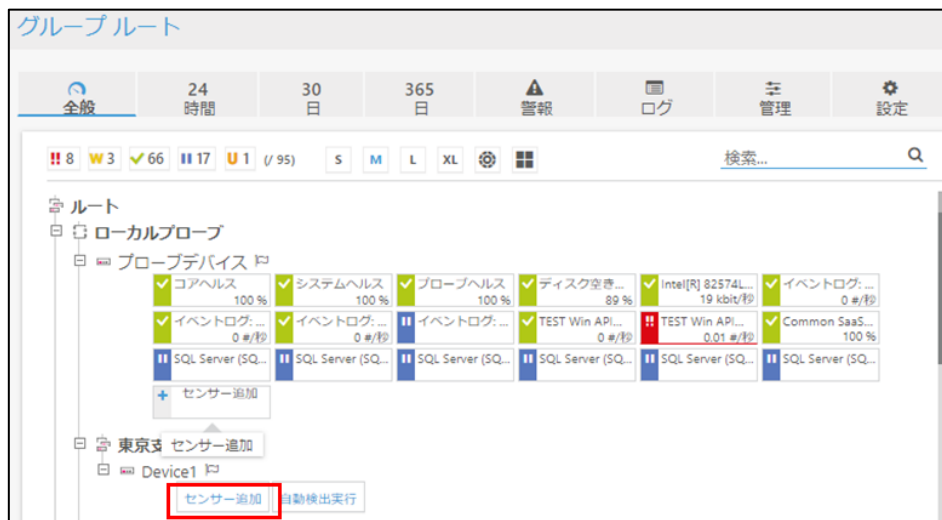 グループ ルート
全般
24
時間
30
日
365
日
警報
ログ
管理
設定
!! 8 W 3 66 II 17 U 1 (/ 95) S M L XL 検索...
ルート
ローカルプローブ
プローブデバイス
コアヘルス 100 %
システムヘルス 100 %
プローブヘルス 100 %
ディスク空き... 89 %
Intel[R] 82574L... 19 kbit/秒
イベントログ: ... 0 #/秒
イベントログ: ... 0 #/秒
イベントログ: ... 0 #/秒
イベントログ: ...
TEST Win API... 0 #/秒
TEST Win API... 0.01 #/秒
Common SaaS... 100 %
SQL Server (SQ...
SQL Server (SQ...
SQL Server (SQ...
SQL Server (SQ...
SQL Server (SQ...
SQL Server (SQ...
+ センサー追加
東京支
センサー追加
Device1
センサー追加
自動検出実行